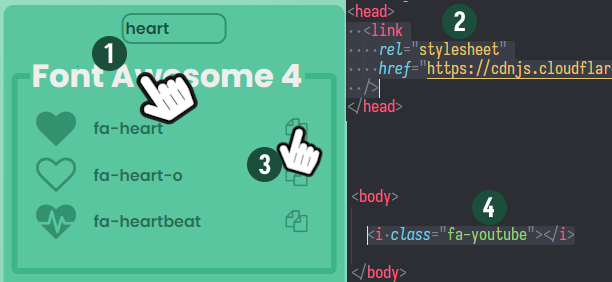 heart
1
Font Awesome 4
fa-heart
3
fa-heart-o
fa-heartbeat
<head>
2
<link
rel="stylesheet"
href="https://cdnjs.cloudflar
/>
</head>
<body>
4
<i class="fa-youtube"></i>
</body>